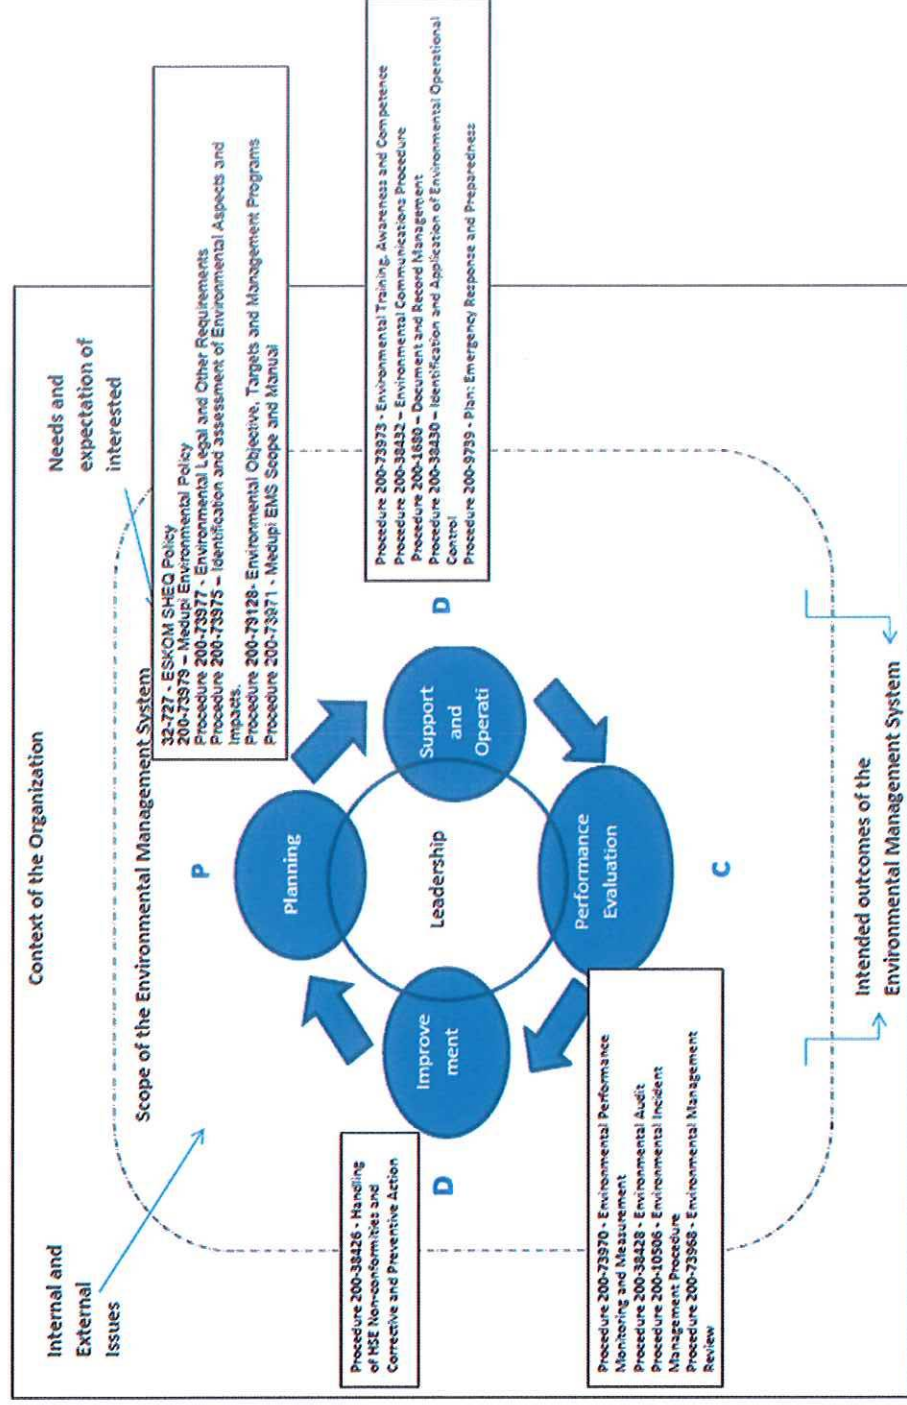 Context of the Organization
Internal and
External
Issues
Needs and
expectation of
interested
Scope of the Environmental Management System
32-727 - ESKOM SHEQ Policy
200-73979 – Medupi Environmental Policy
Procedure 200-73977 - Environmental Legal and Other Requirements
Procedure 200-73975 – Identification and assessment of Environmental Aspects and
Impacts.
Procedure 200-79128- Environmental Objective, Targets and Management Programs
Procedure 200-73971 - Medupi EMS Scope and Manual
P
Planning
Procedure 200-38426 - Handling
of HSE Non-conformities and
Corrective and Preventive Action
D
Improve
ment
Leadership
Support
and
Operati
D
Procedure 200-73973 - Environmental Training, Awareness and Competence
Procedure 200-38432 – Environmental Communications Procedure
Procedure 200-1680 – Document and Record Management
Procedure 200-38430 – Identification and Application of Environmental Operational
Control
Procedure 200-9739 - Plan: Emergency Response and Preparedness
Performance
Evaluation
C
Procedure 200-73970 - Environmental Performance
Monitoring and Measurement
Procedure 200-38428 - Environmental Audit
Procedure 200-10506 - Environmental Incident
Management Procedure
Procedure 200-73968 - Environmental Management
Review
Intended outcomes of the
Environmental Management System